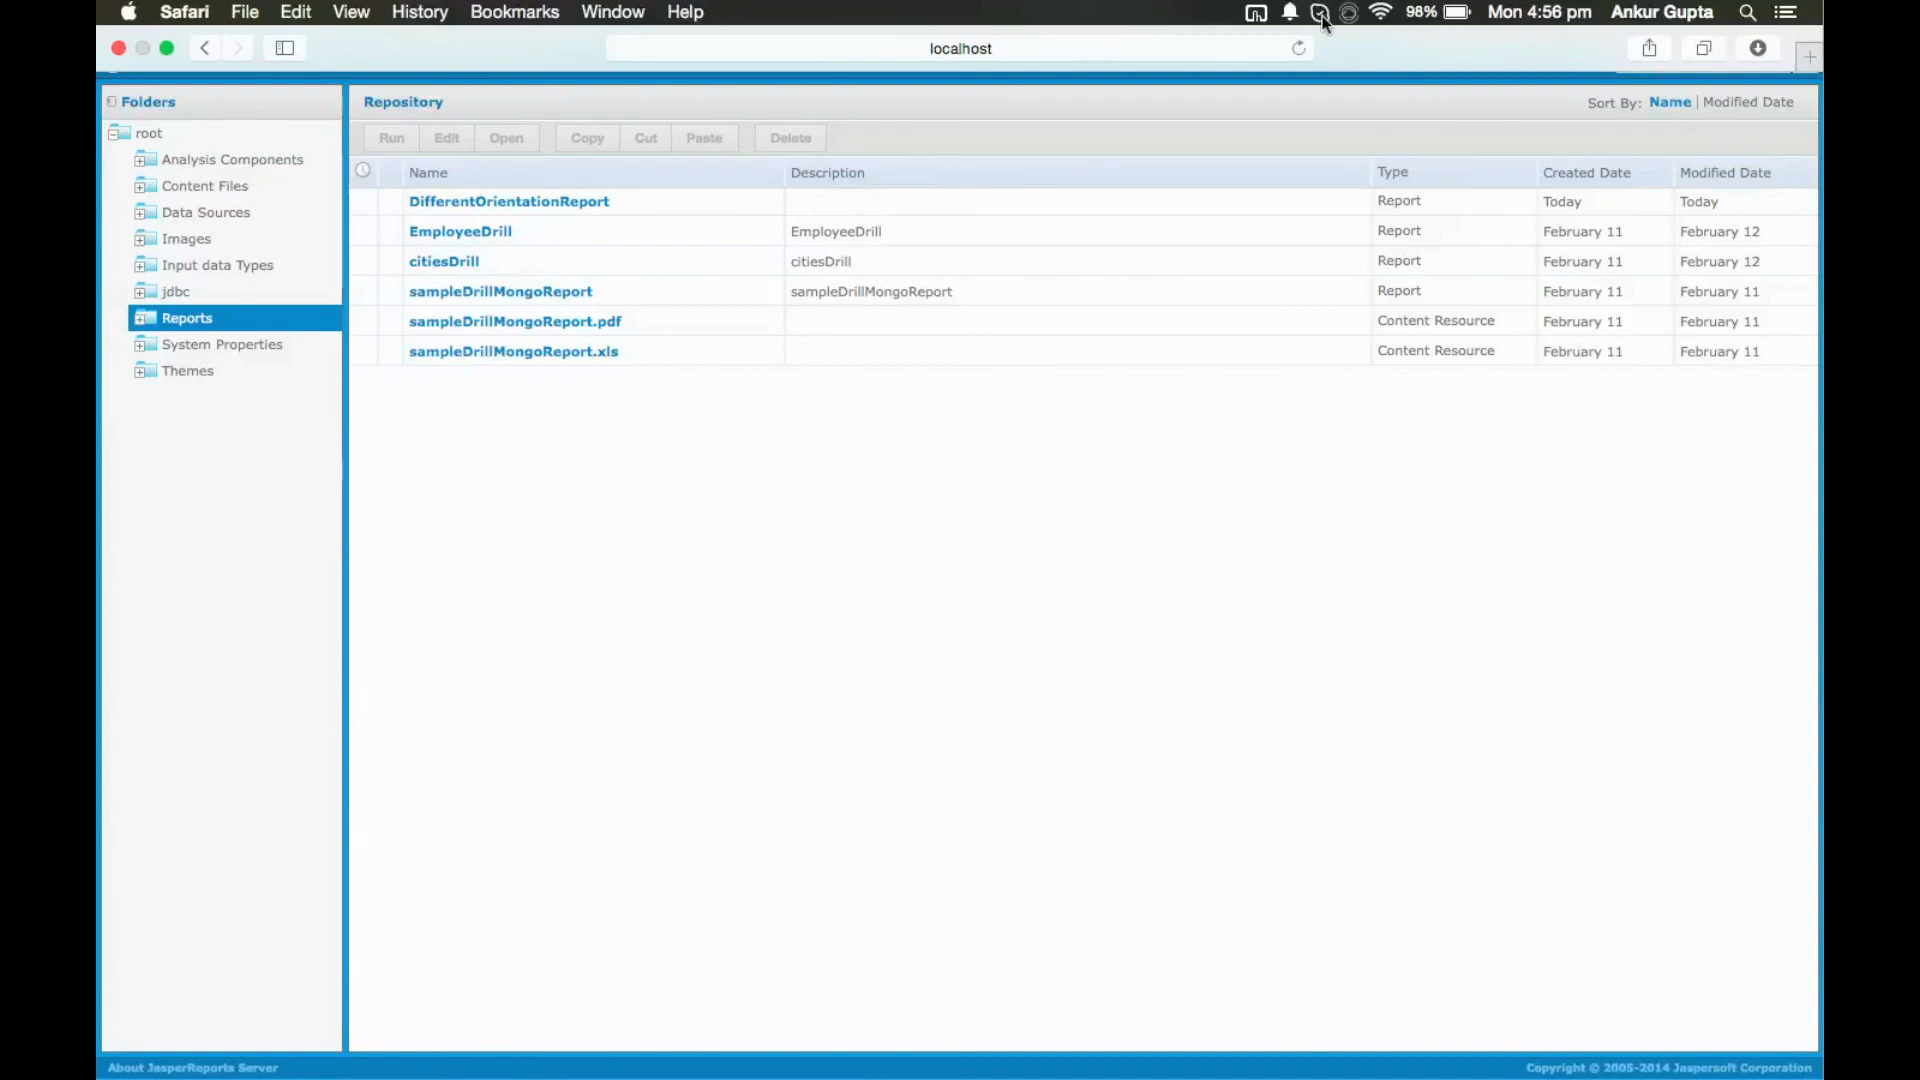 Safari File Edit View History Bookmarks Window Help 98% Mon 4:56 pm Ankur Gupta
localhost
Folders
root
Analysis Components
Content Files
Data Sources
Images
Input data Types
jdbc
Reports
System Properties
Themes
Repository Sort By: Name | Modified Date
Run Edit Open Copy Cut Paste Delete
Name Description Type Created Date Modified Date
DifferentOrientationReport Report Today Today
EmployeeDrill EmployeeDrill Report February 11 February 12
citiesDrill citiesDrill Report February 11 February 12
sampleDrillMongoReport sampleDrillMongoReport Report February 11 February 11
sampleDrillMongoReport.pdf Content Resource February 11 February 11
sampleDrillMongoReport.xls Content Resource February 11 February 11
About JasperReports Server Copyright © 2005-2014 Jaspersoft Corporation